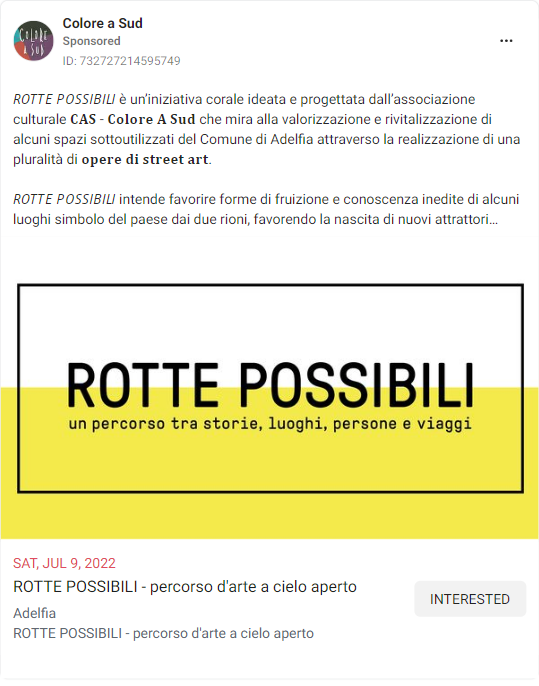 COLORE A SUD
Colore a Sud
Sponsored
ID: 732727214595749
ROTTE POSSIBILI è un’iniziativa corale ideata e progettata dall’associazione
culturale CAS - Colore A Sud che mira alla valorizzazione e rivitalizzazione di
alcuni spazi sottoutilizzati del Comune di Adelfia attraverso la realizzazione di una
pluralità di opere di street art.
ROTTE POSSIBILI intende favorire forme di fruizione e conoscenza inedite di alcuni
luoghi simbolo del paese dai due rioni, favorendo la nascita di nuovi attrattori...
ROTTE POSSIBILI
un percorso tra storie, luoghi, persone e viaggi
SAT, JUL 9, 2022
ROTTE POSSIBILI - percorso d'arte a cielo aperto
INTERESTED
Adelfia
ROTTE POSSIBILI - percorso d'arte a cielo aperto